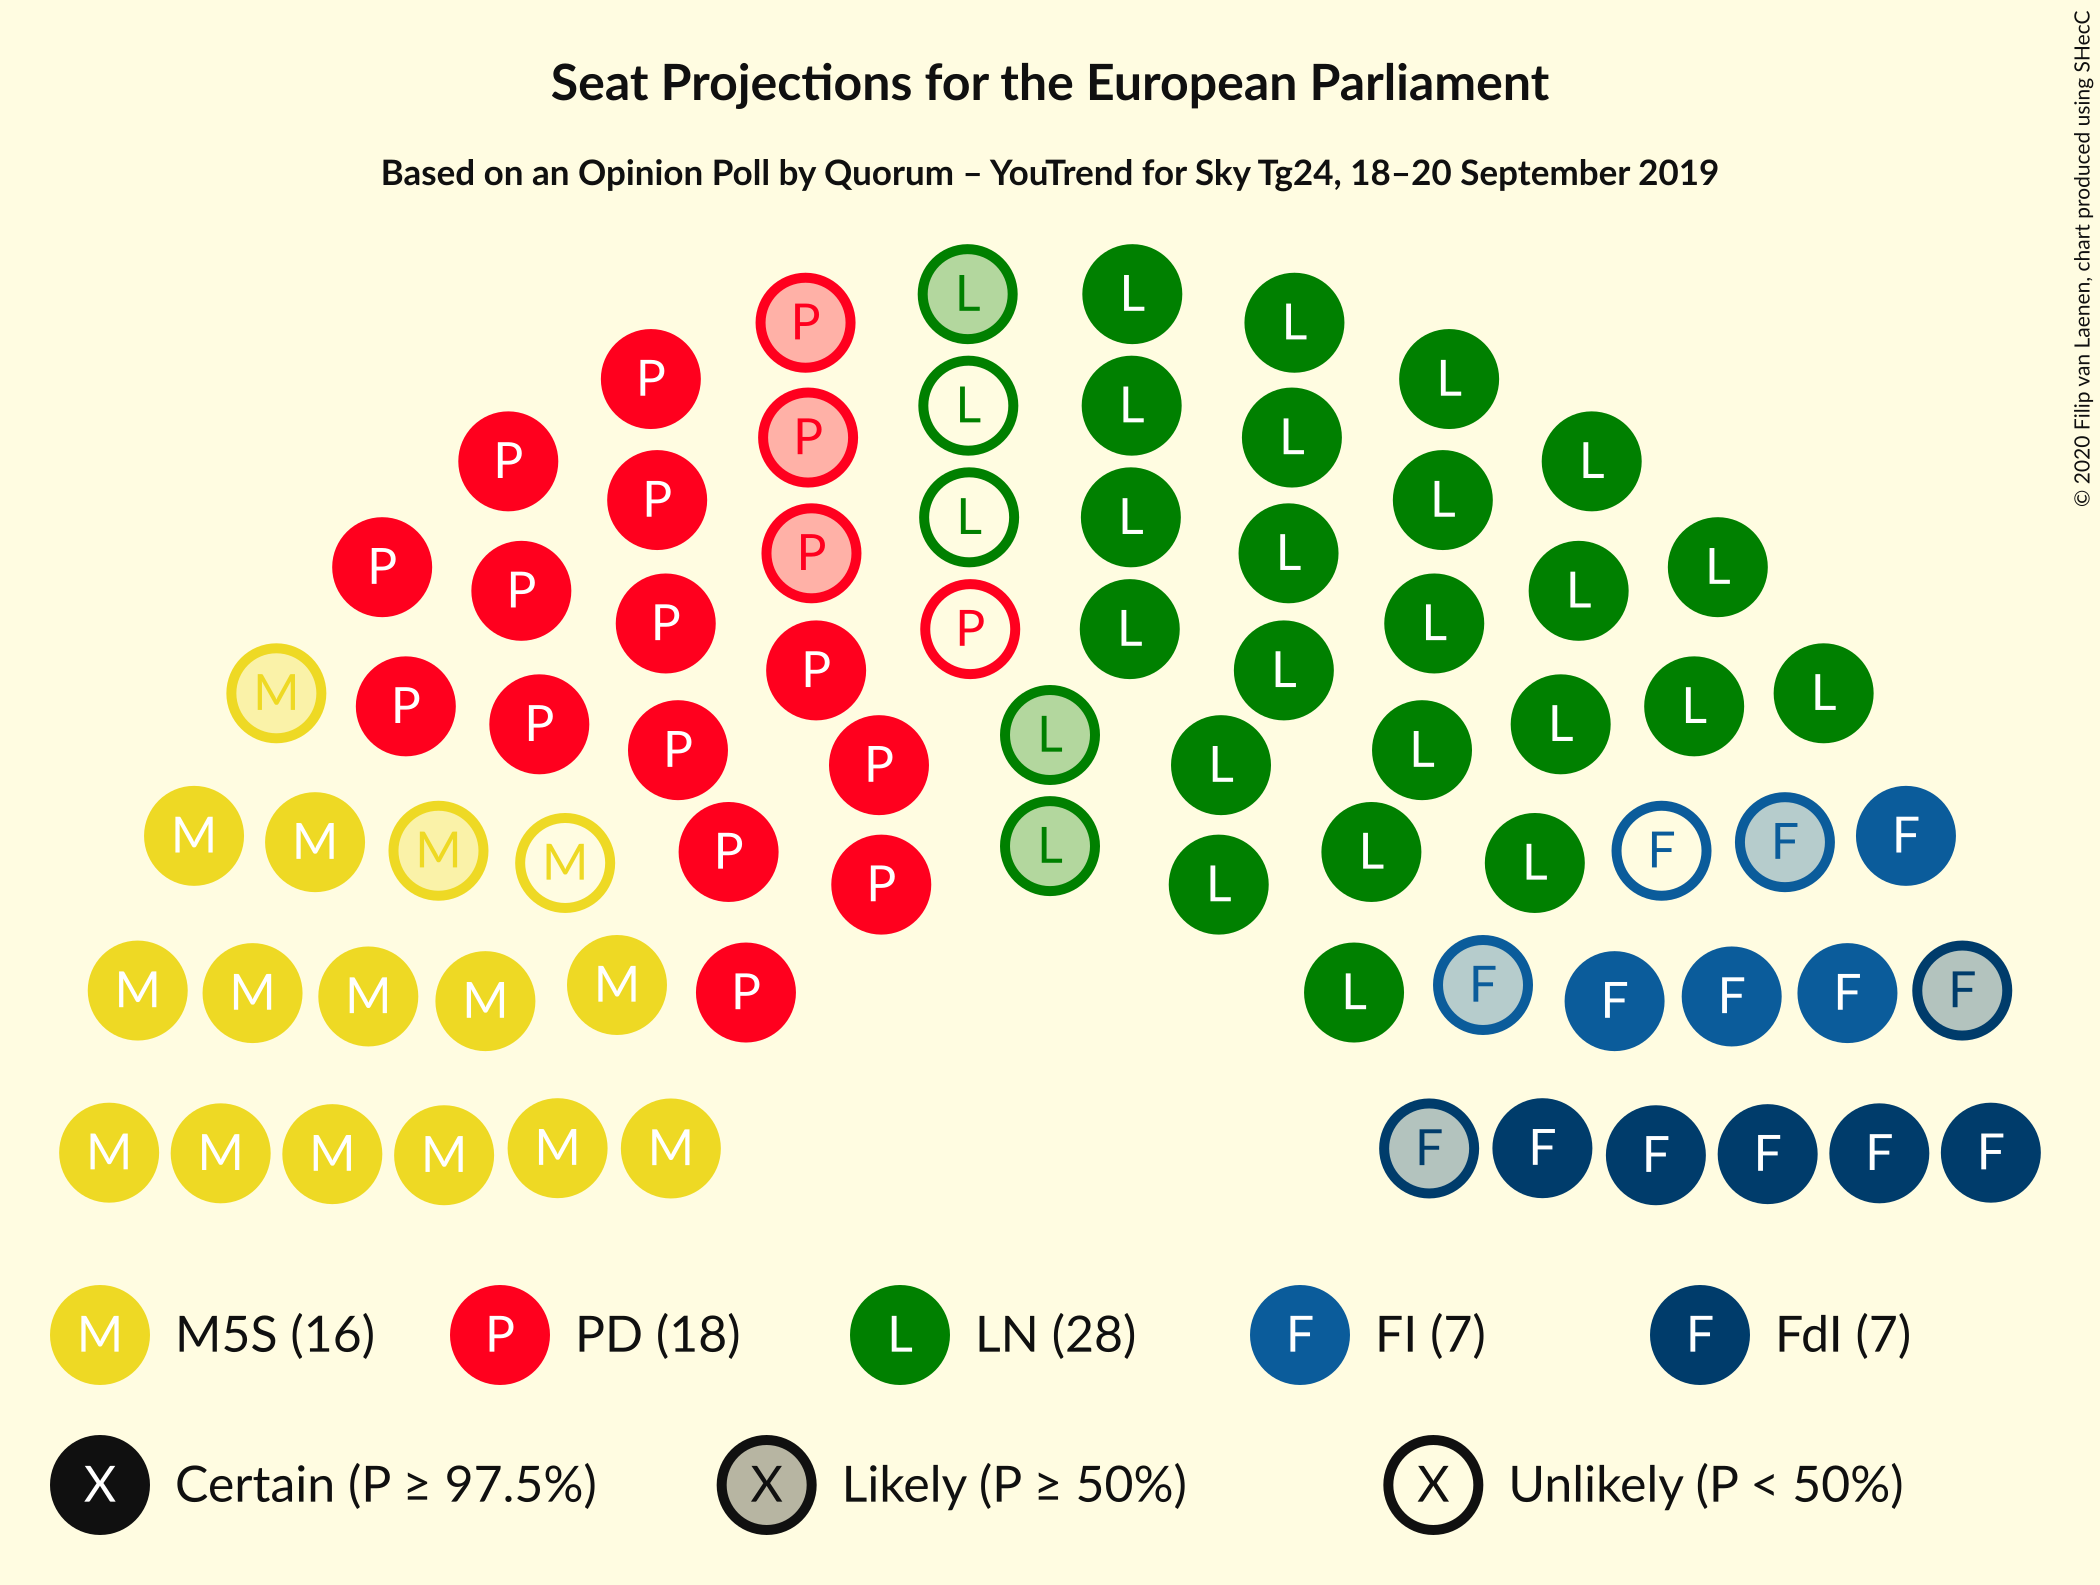 Seat Projections for the European Parliament
Based on an Opinion Poll by Quorum – YouTrend for Sky Tg24, 18–20 September 2019
© 2020 Filip van Laenen, chart produced using SHecC
L L
P L
P L
L L
P L
P L
P L
L L
P L
P L
P L
P L
P L
M L
P L
P L
P L
P L
L
P L
M F
M F
M P L F
M L
L
P L
M M M M M P L F F F F F
M M M M M M F F F F F F
M M5S (16) P PD (18) L LN (28) F FI (7) F FdI (7)
X Certain (P ≥ 97.5%) X Likely (P ≥ 50%) X Unlikely (P < 50%)